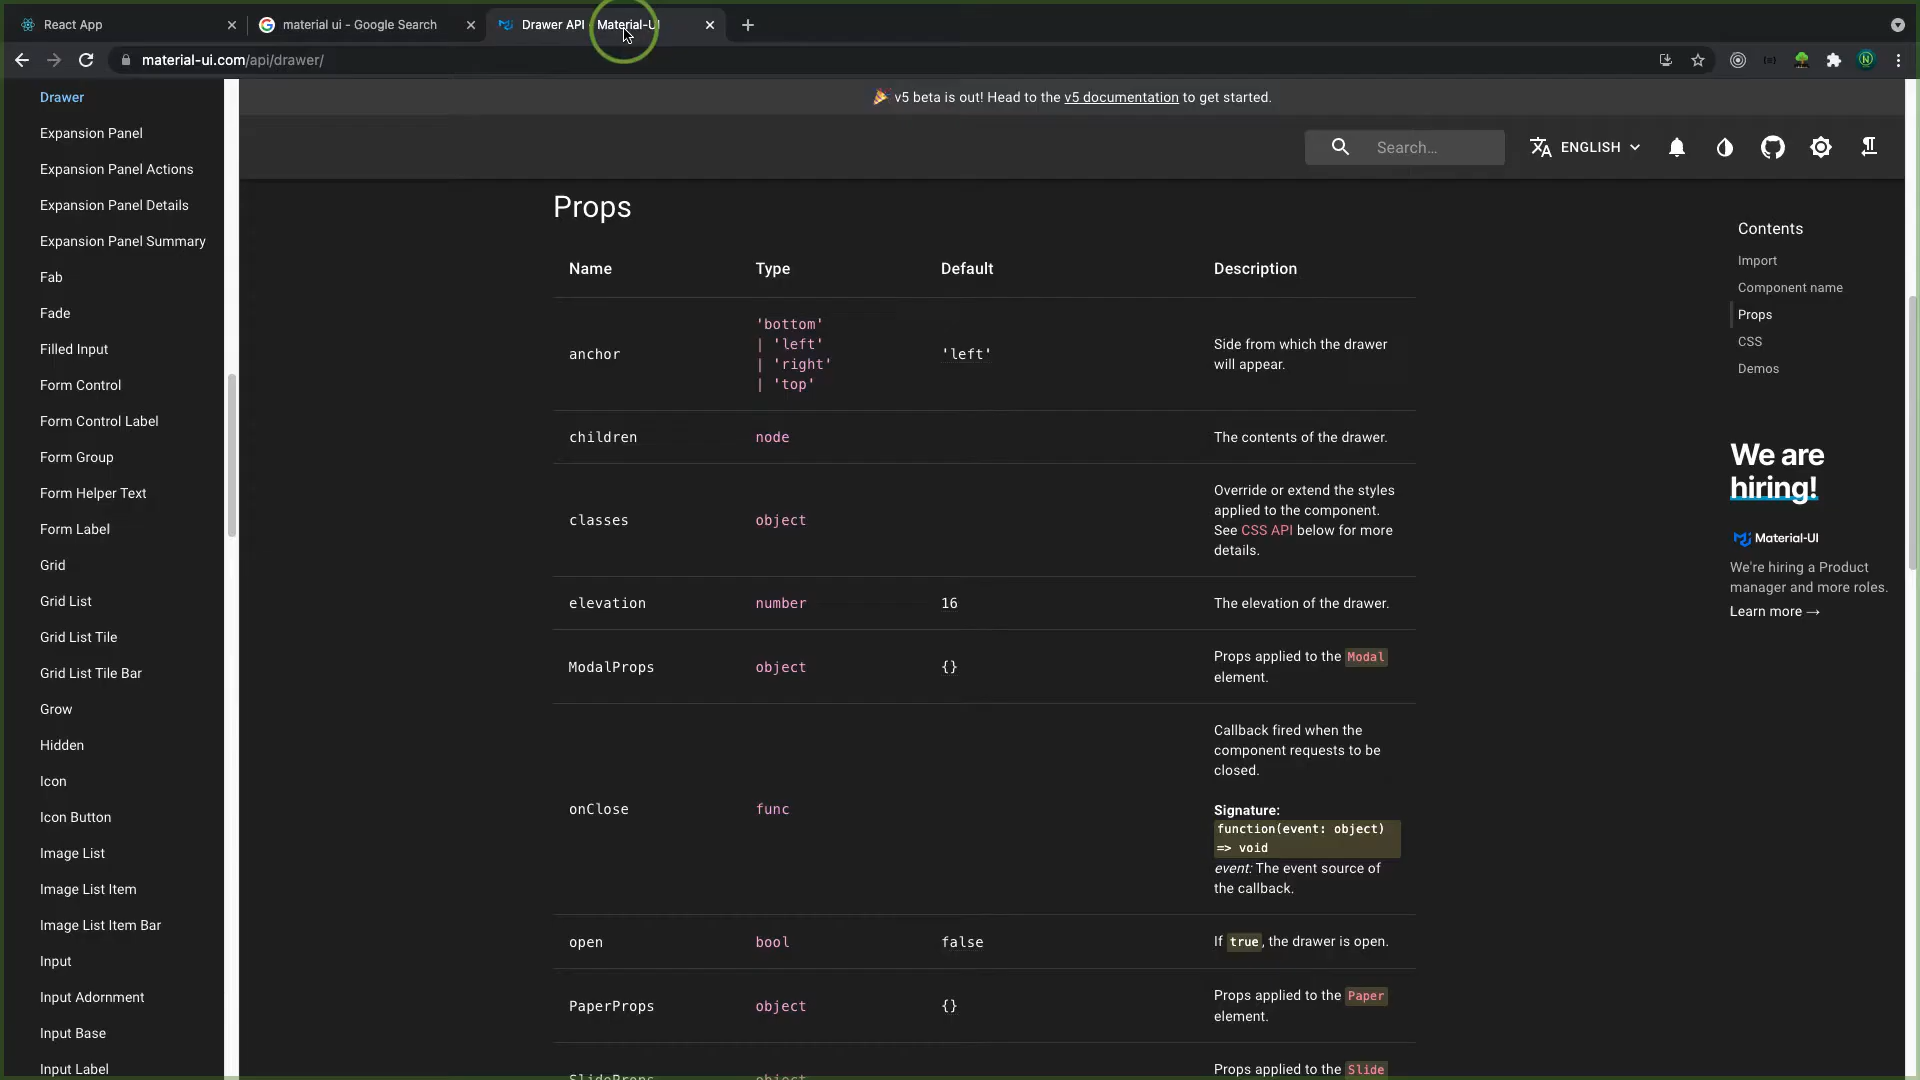 React App
material ui - Google Search
Drawer API - Material-UI
material-ui.com/api/drawer/
Drawer
Expansion Panel
Expansion Panel Actions
Expansion Panel Details
Expansion Panel Summary
Fab
Fade
Filled Input
Form Control
Form Control Label
Form Group
Form Helper Text
Form Label
Grid
Grid List
Grid List Tile
Grid List Tile Bar
Grow
Hidden
Icon
Icon Button
Image List
Image List Item
Image List Item Bar
Input
Input Adornment
Input Base
Input Label
🎉 v5 beta is out! Head to the v5 documentation to get started.
Search…
ENGLISH
Props
Name Type Default Description
anchor
'bottom'
| 'left'
| 'right'
| 'top'
'left'
Side from which the drawer
will appear.
children node The contents of the drawer.
classes object
Override or extend the styles
applied to the component.
See CSS API below for more
details.
elevation number 16 The elevation of the drawer.
ModalProps object {}
Props applied to the Modal
element.
onClose func
Callback fired when the
component requests to be
closed.
Signature:
function(event: object)
=> void
event: The event source of
the callback.
open bool false If true, the drawer is open.
PaperProps object {}
Props applied to the Paper
element.
SlideProps object
Props applied to the Slide
Contents
Import
Component name
Props
CSS
Demos
We are
hiring!
Material-UI
We're hiring a Product
manager and more roles.
Learn more →